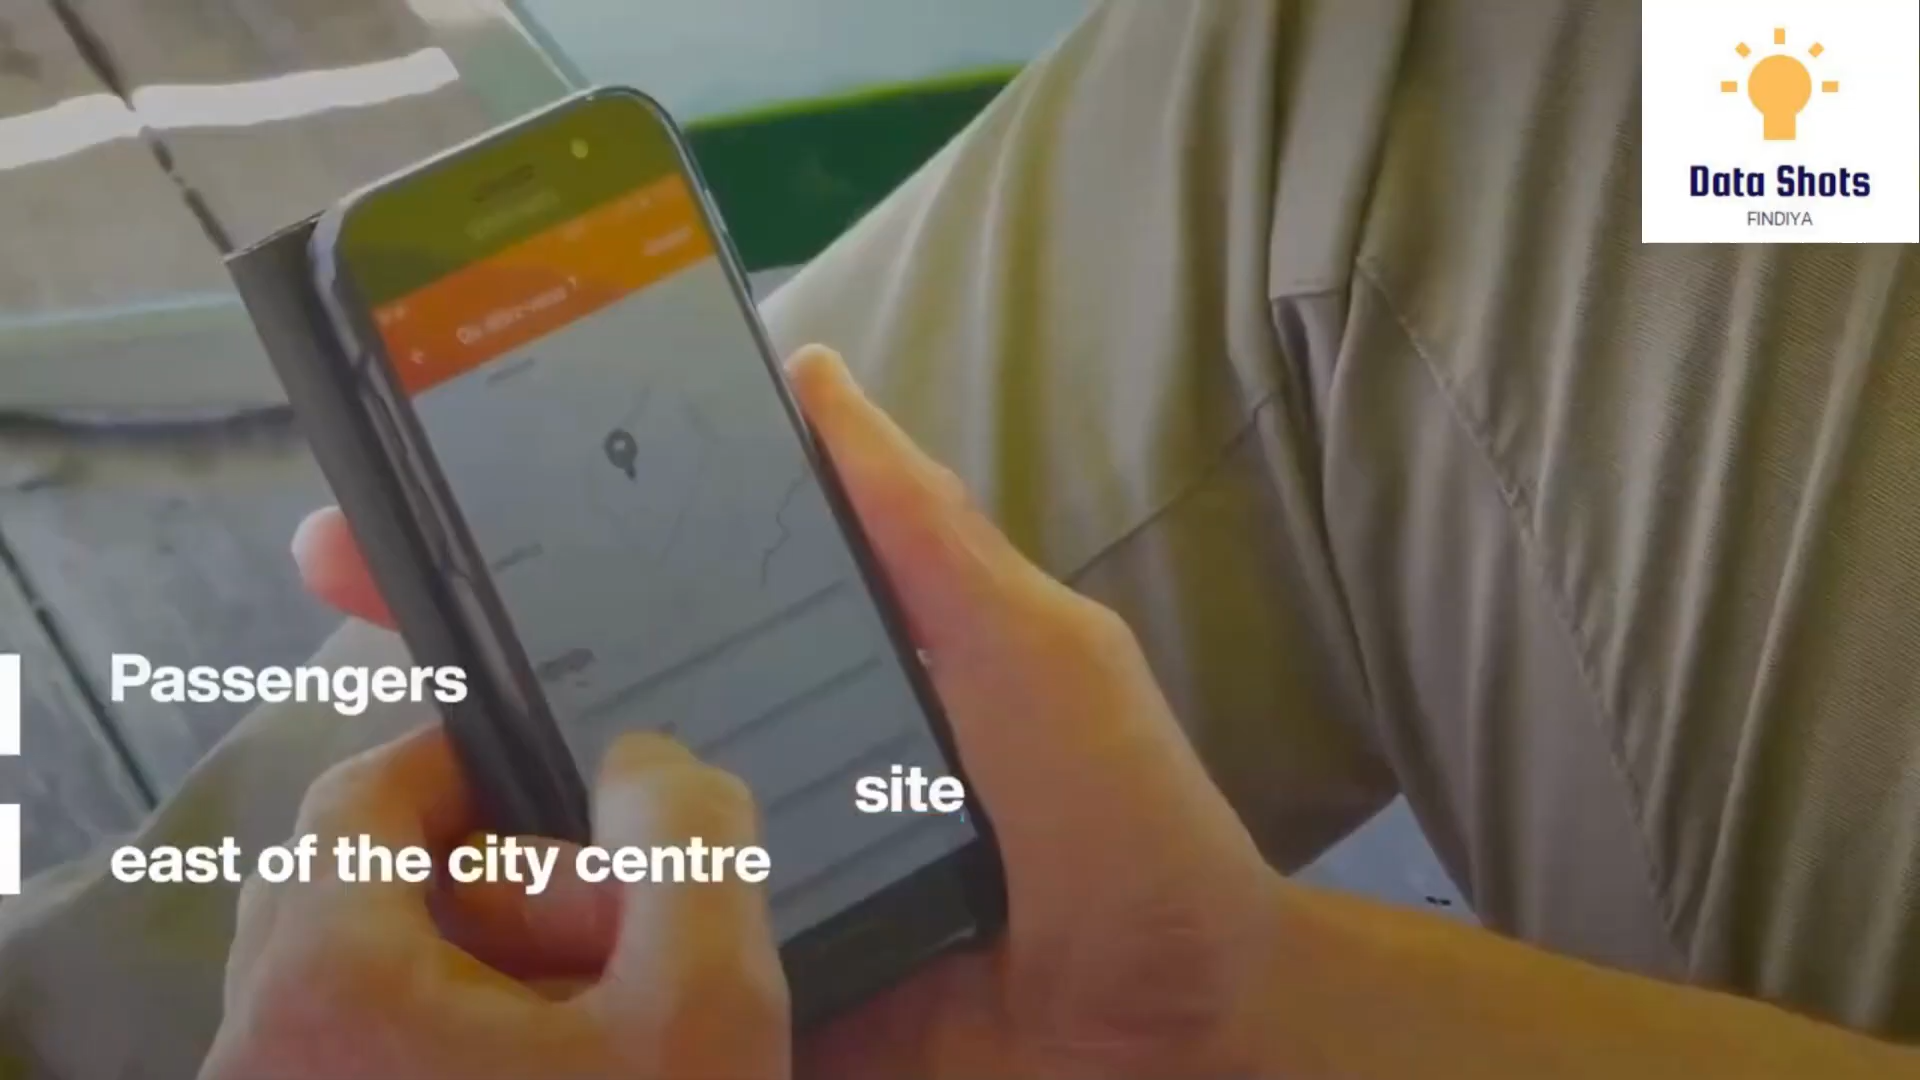 Data Shots
FINDIYA
Passengers
site
east of the city centre